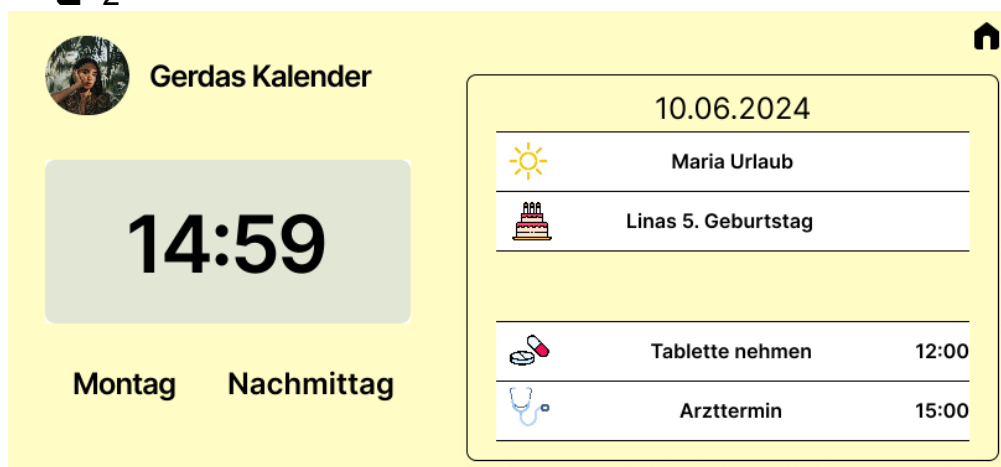 Gerdas Kalender
14:59
Montag Nachmittag
10.06.2024
Maria Urlaub
Linas 5. Geburtstag
Tablette nehmen 12:00
Arzttermin 15:00